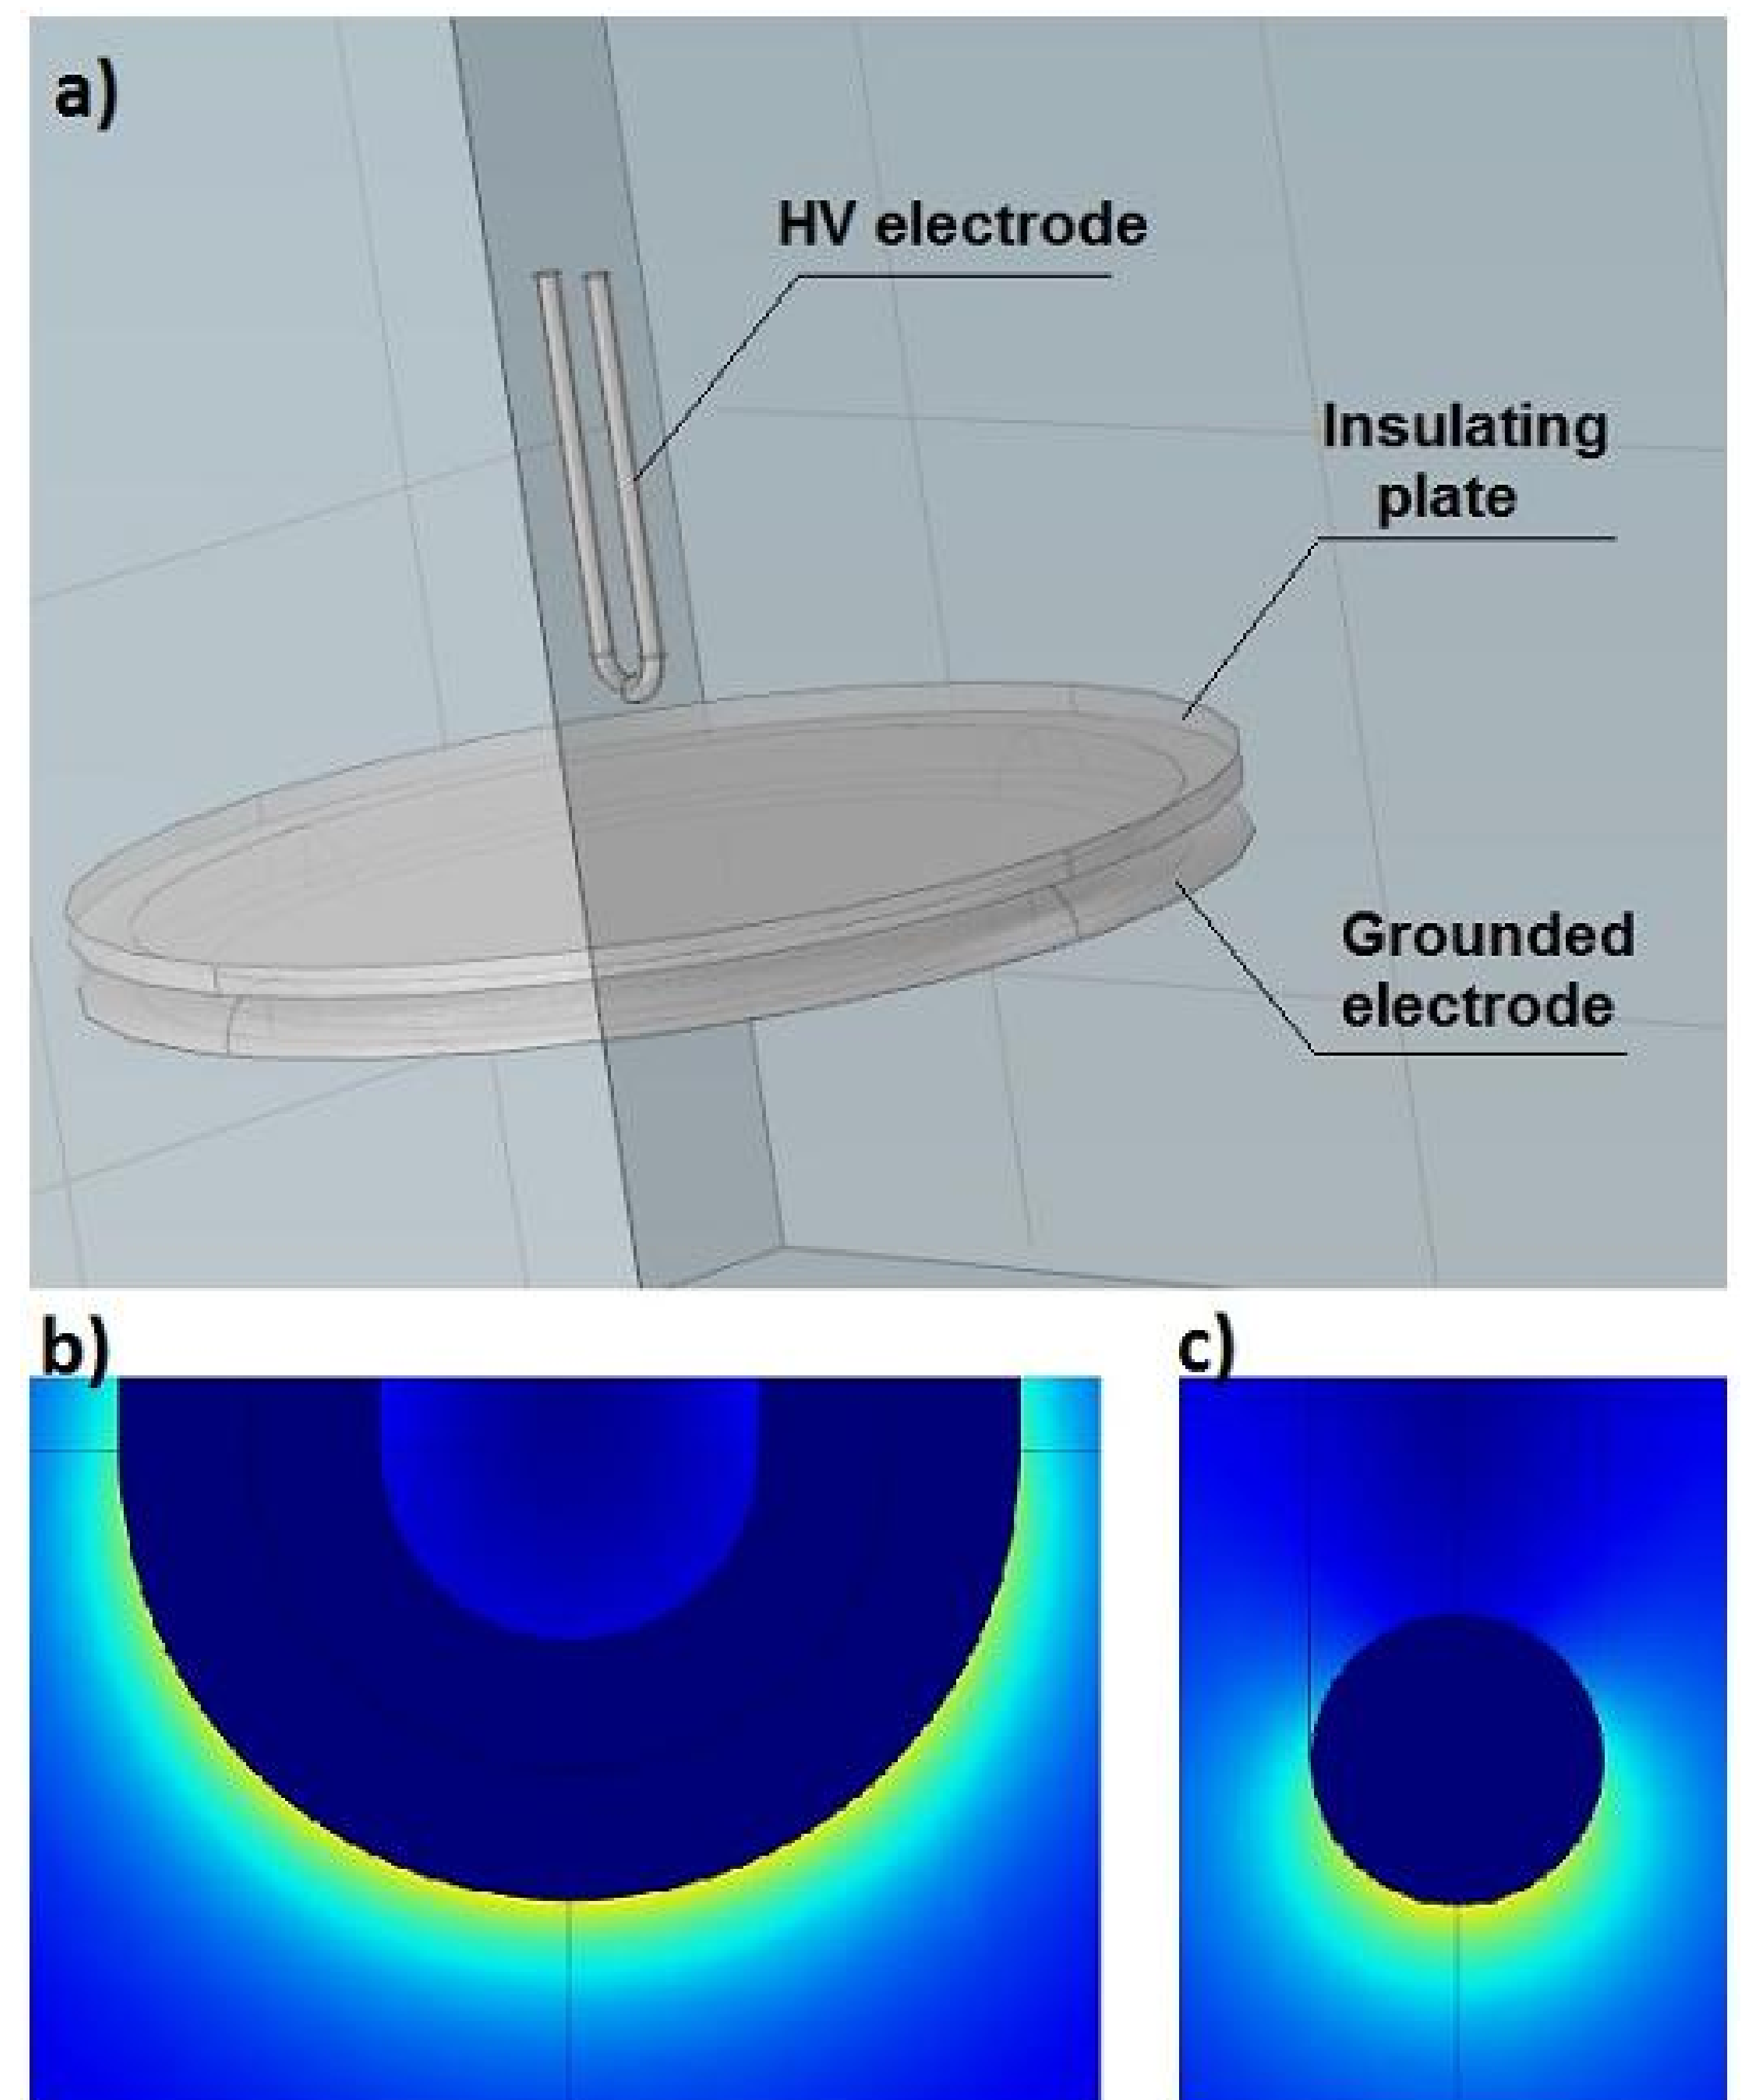 a)
HV electrode
Insulating
plate
Grounded
electrode
b)
c)